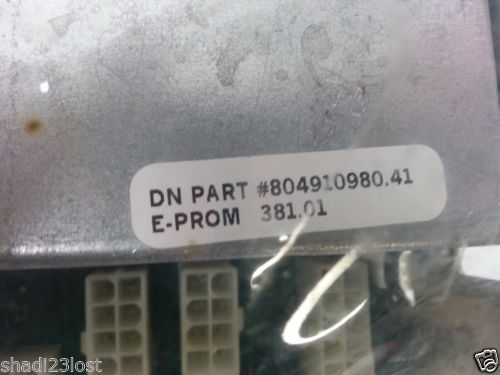 DN PART #804910980.41
E-PROM 381.01
shadi23lost